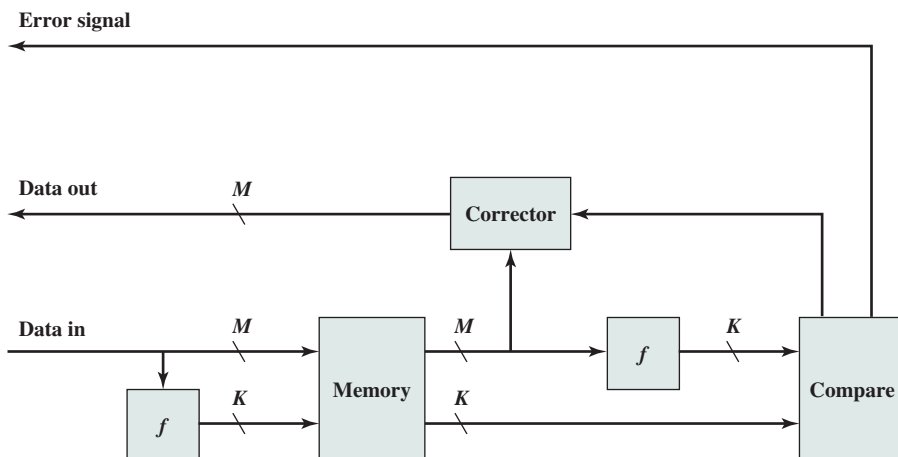 Error signal
Data out
M
Corrector
Data in
M
M
K
f
Memory
Compare
K
K
f